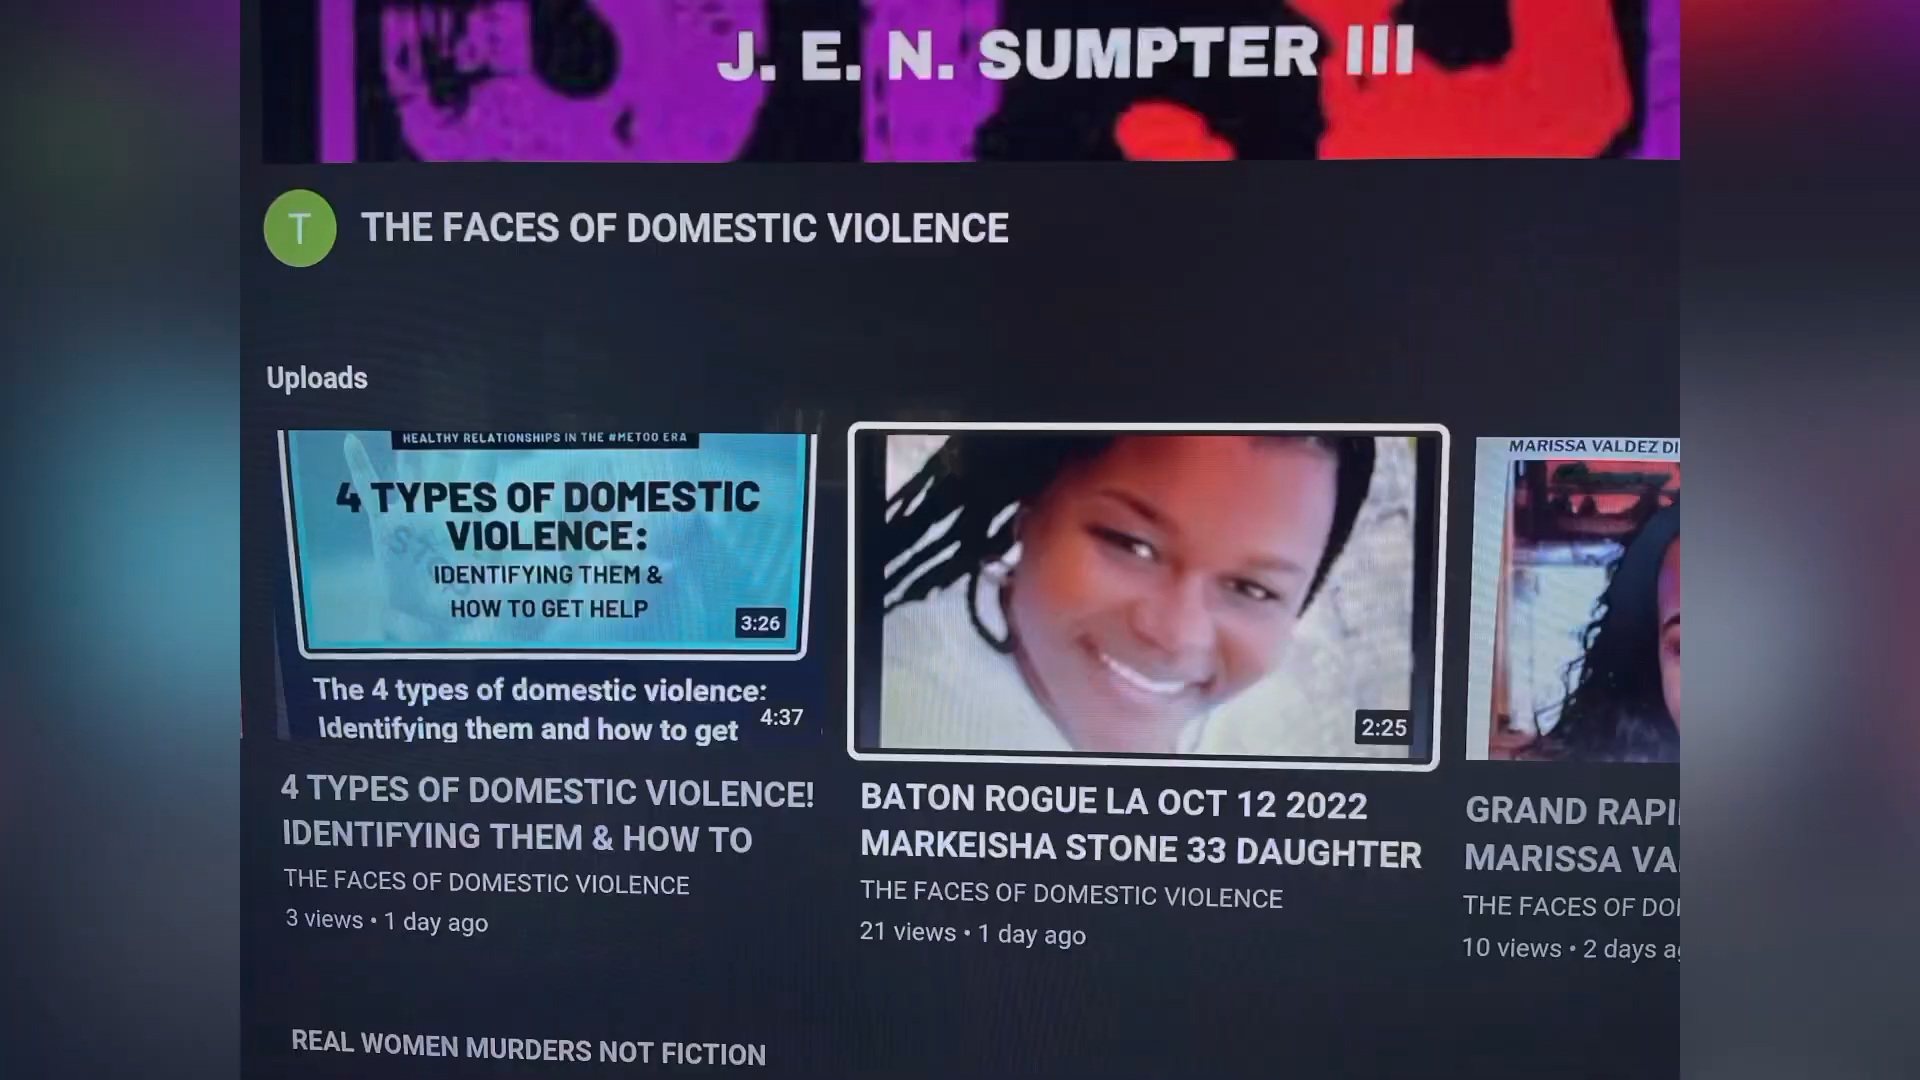 J. E. N. SUMPTER III
T
THE FACES OF DOMESTIC VIOLENCE
Uploads
HEALTHY RELATIONSHIPS IN THE #METOO ERA
4 TYPES OF DOMESTIC
VIOLENCE:
IDENTIFYING THEM &
HOW TO GET HELP
3:26
The 4 types of domestic violence:
Identifying them and how to get
4:37
4 TYPES OF DOMESTIC VIOLENCE!
IDENTIFYING THEM & HOW TO
THE FACES OF DOMESTIC VIOLENCE
3 views • 1 day ago
2:25
BATON ROGUE LA OCT 12 2022
MARKEISHA STONE 33 DAUGHTER
THE FACES OF DOMESTIC VIOLENCE
21 views • 1 day ago
MARISSA VALDEZ DI
GRAND RAPI
MARISSA VA
THE FACES OF DO
10 views • 2 days a
REAL WOMEN MURDERS NOT FICTION